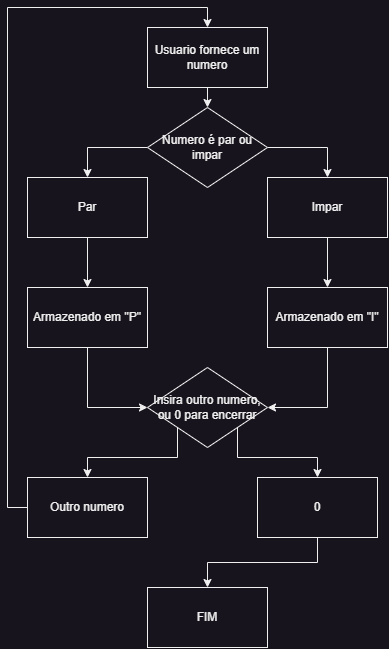 Usuario fornece um
numero
Numero é par ou
impar
Par
Impar
Armazenado em "P"
Armazenado em "I"
Insira outro numero,
ou 0 para encerrar
Outro numero
0
FIM